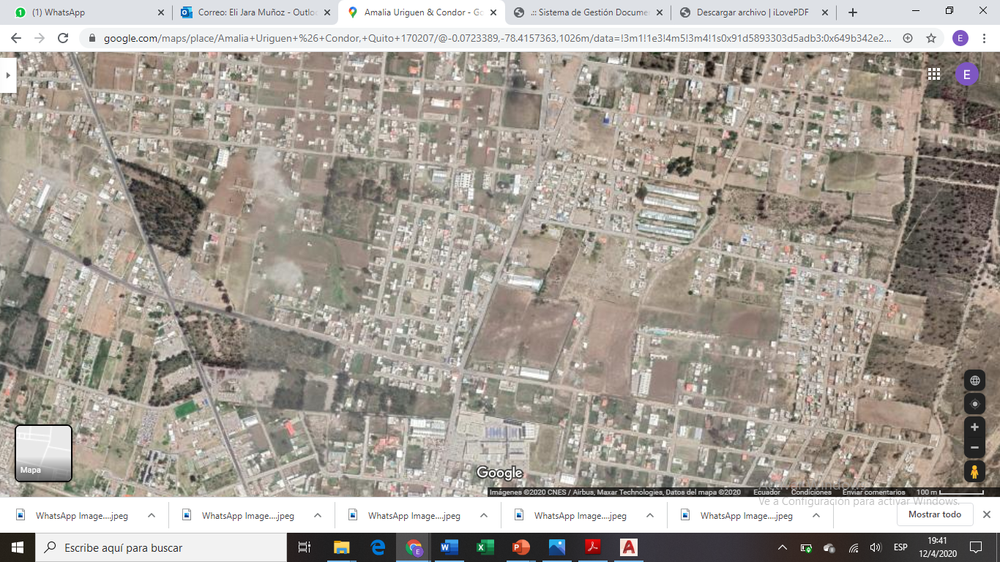 (1) WhatsApp
Correo: Eli Jara Muñoz - Outlo
Amalia Uriguen & Condor - Go
.:: Sistema de Gestión Docume
Descargar archivo | iLovePDF
google.com/maps/place/Amalia+Uriguen+%26+Condor,+Quito+170207/@-0.0723389,-78.4157363,1026m/data=!3m1!1e3!4m5!3m4!1s0x91d5893303d5adb3:0x649b342e2...
E
E
Mapa
Google
Imágenes ©2020 CNES / Airbus, Maxar Technologies, Datos del mapa ©2020 Ecuador Condiciones Enviar comentarios 100 m
Activar Windows
Ve a Configuración para activar Windows.
WhatsApp Image....jpeg
WhatsApp Image....jpeg
WhatsApp Image....jpeg
WhatsApp Image....jpeg
WhatsApp Image....jpeg
Mostrar todo
Escribe aquí para buscar
ESP
19:41
12/4/2020